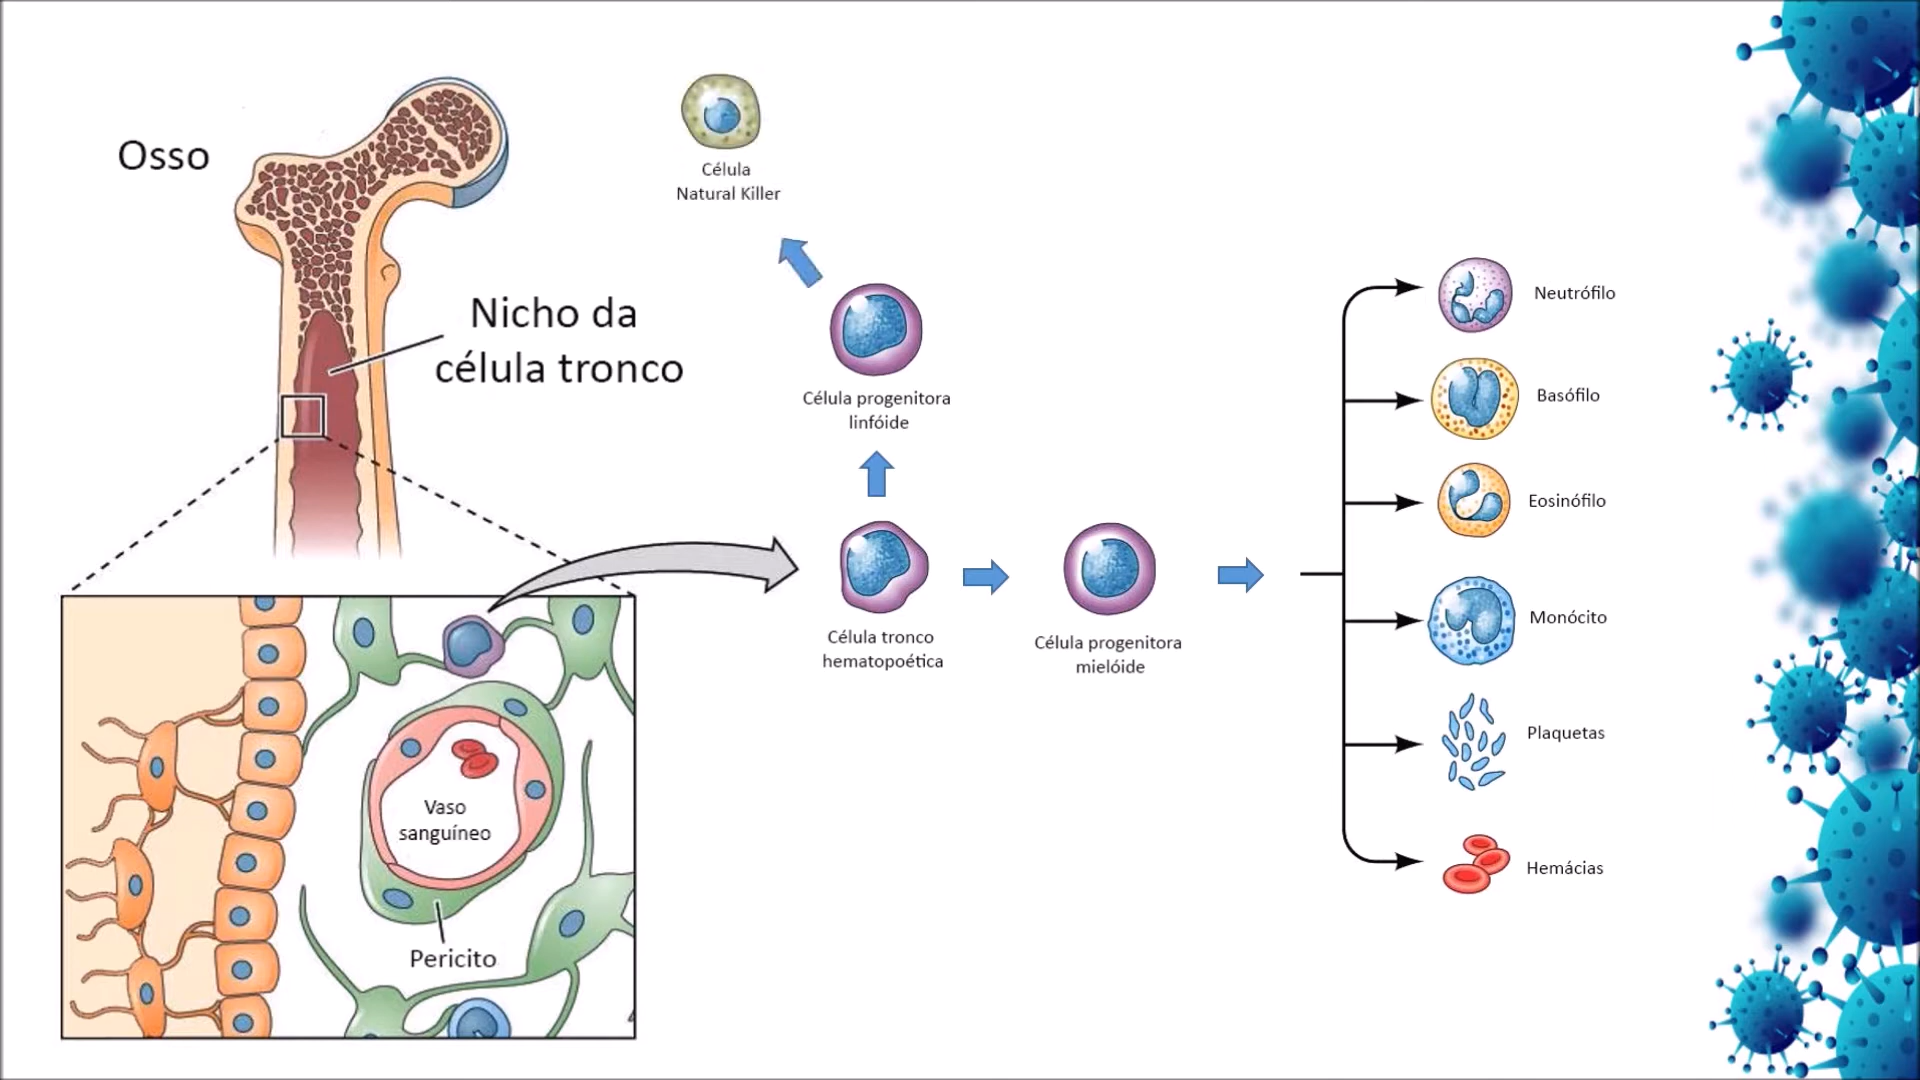 Osso
Nicho da
célula tronco
Vaso
sanguíneo
Pericito
Célula
Natural Killer
Célula progenitora
linfóide
Célula tronco
hematopoética
Célula progenitora
mielóide
Neutrófilo
Basófilo
Eosinófilo
Monócito
Plaquetas
Hemácias